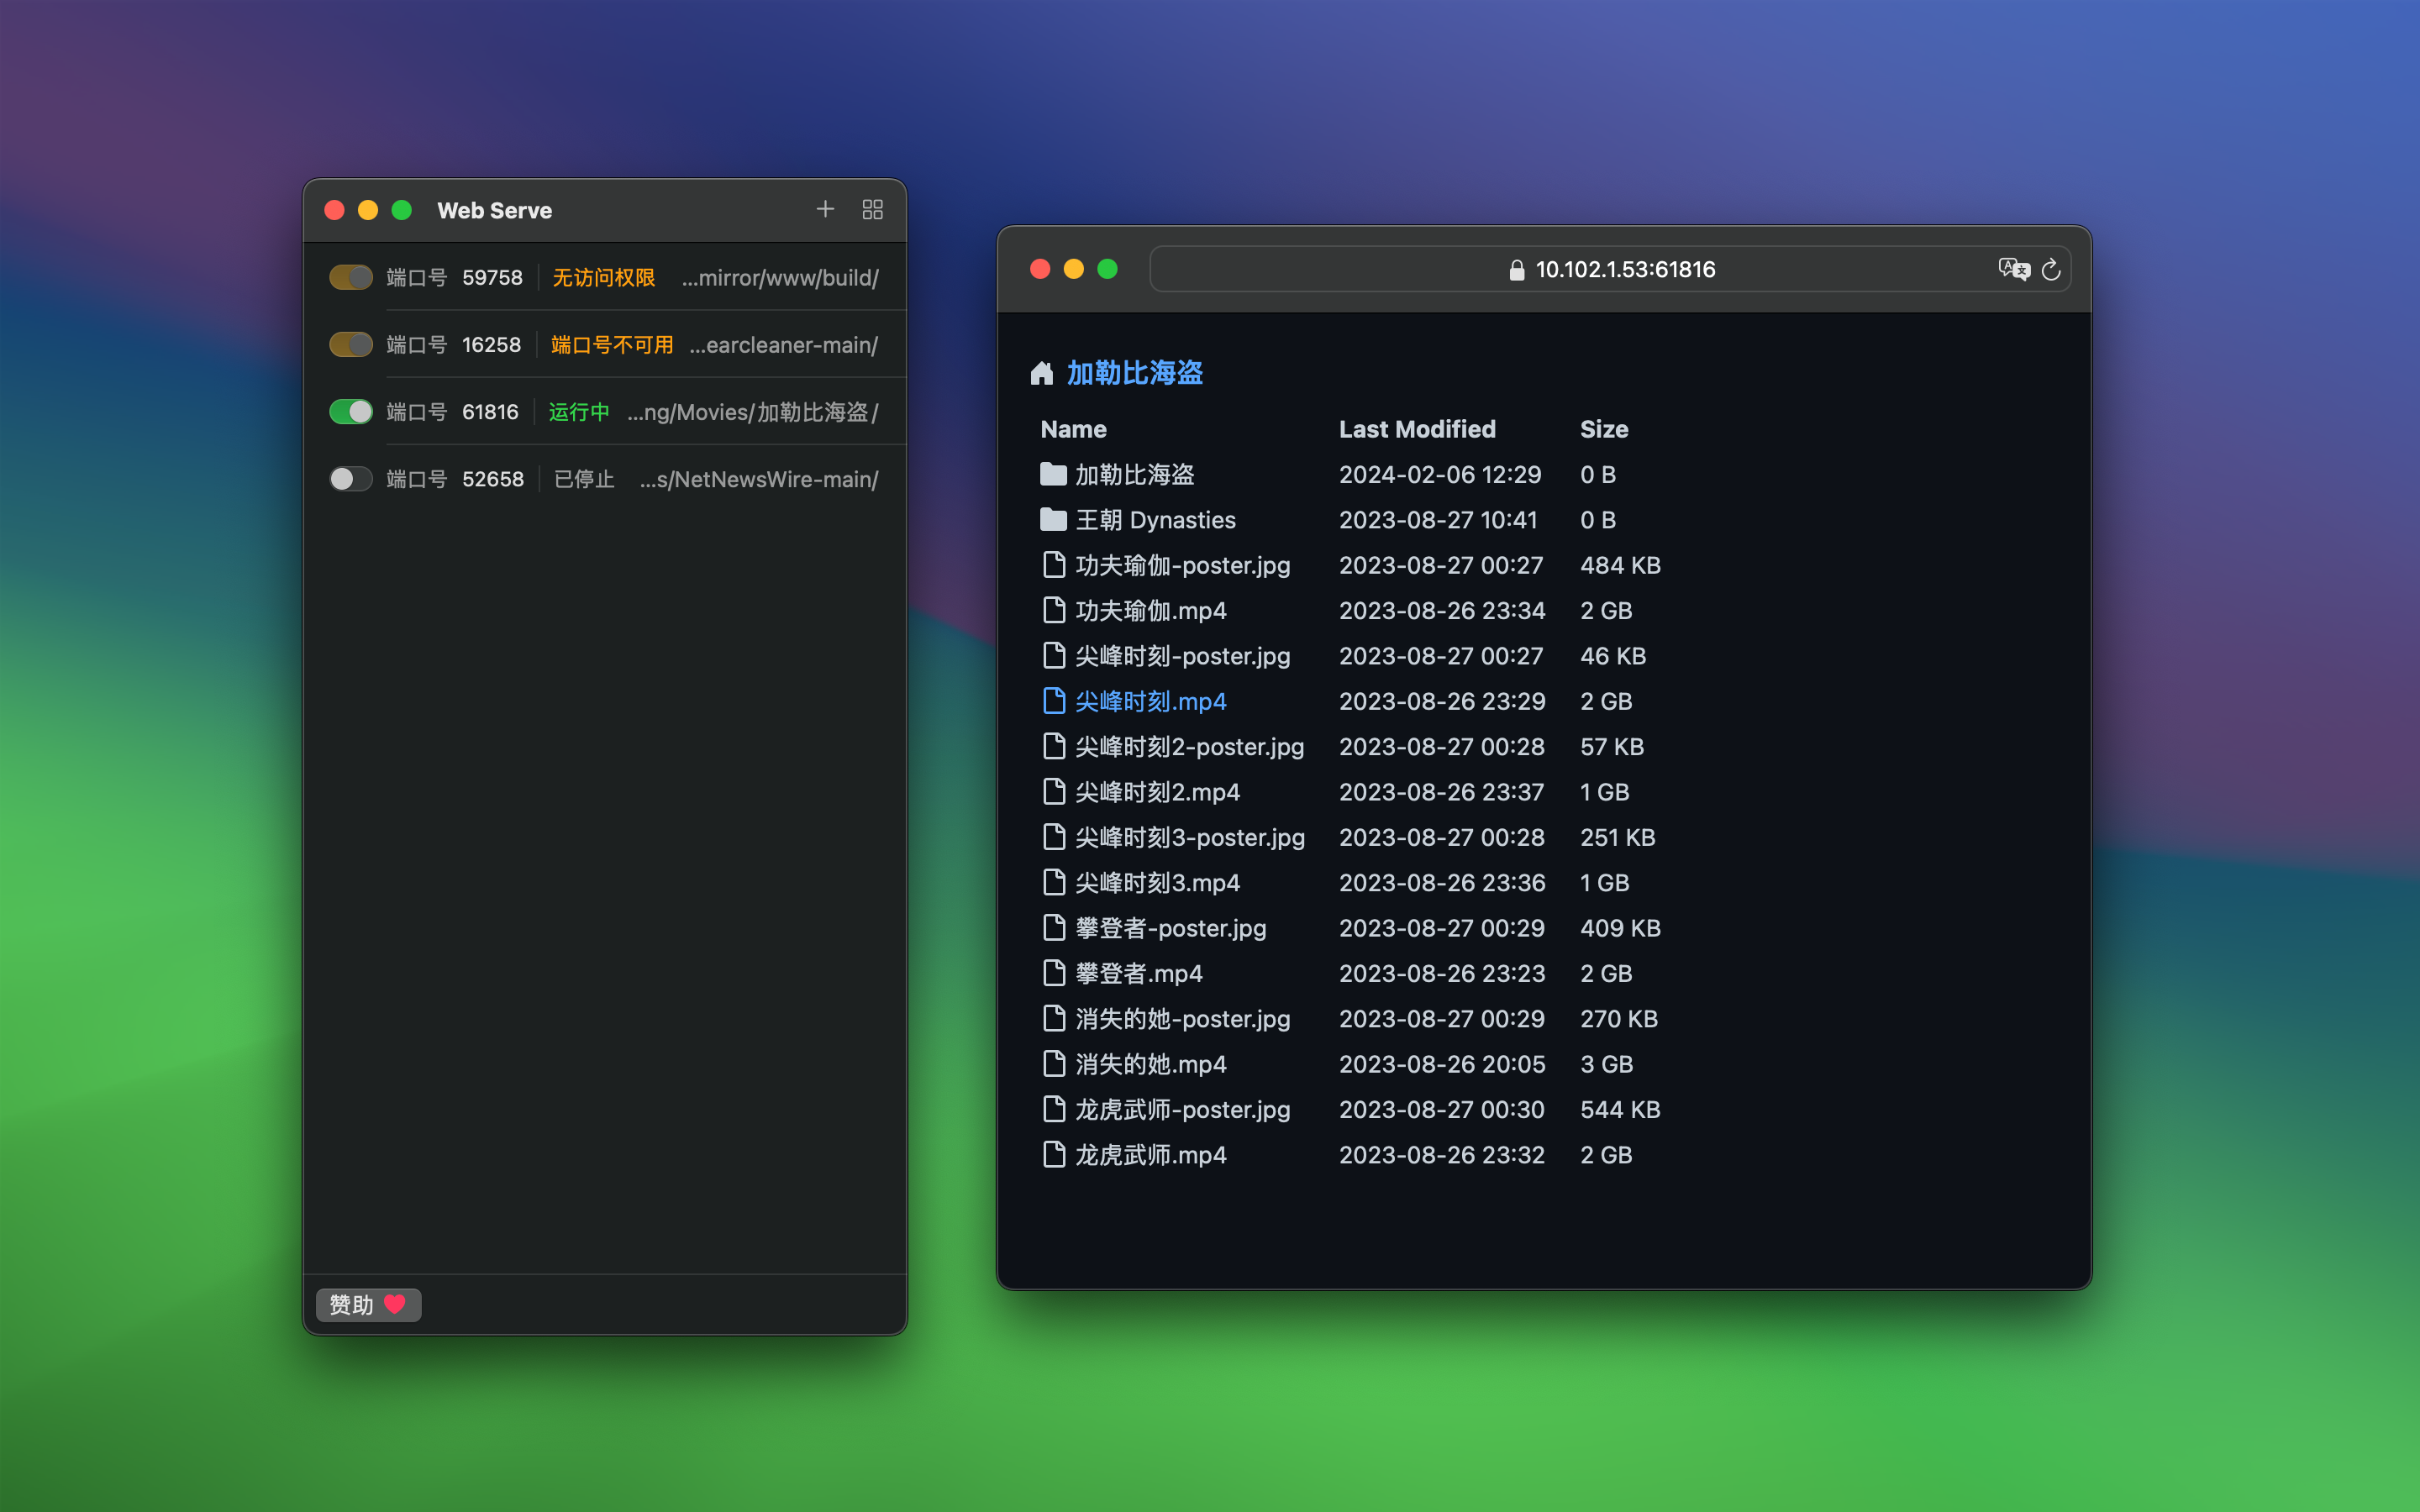 Web Serve
端口号 59758 无访问权限 ...mirror/www/build/
端口号 16258 端口号不可用 ...earcleaner-main/
端口号 61816 运行中 ...ng/Movies/加勒比海盗/
端口号 52658 已停止 ...s/NetNewsWire-main/
赞助
10.102.1.53:61816
加勒比海盗
Name Last Modified Size
加勒比海盗 2024-02-06 12:29 0 B
王朝 Dynasties 2023-08-27 10:41 0 B
功夫瑜伽-poster.jpg 2023-08-27 00:27 484 KB
功夫瑜伽.mp4 2023-08-26 23:34 2 GB
尖峰时刻-poster.jpg 2023-08-27 00:27 46 KB
尖峰时刻.mp4 2023-08-26 23:29 2 GB
尖峰时刻2-poster.jpg 2023-08-27 00:28 57 KB
尖峰时刻2.mp4 2023-08-26 23:37 1 GB
尖峰时刻3-poster.jpg 2023-08-27 00:28 251 KB
尖峰时刻3.mp4 2023-08-26 23:36 1 GB
攀登者-poster.jpg 2023-08-27 00:29 409 KB
攀登者.mp4 2023-08-26 23:23 2 GB
消失的她-poster.jpg 2023-08-27 00:29 270 KB
消失的她.mp4 2023-08-26 20:05 3 GB
龙虎武师-poster.jpg 2023-08-27 00:30 544 KB
龙虎武师.mp4 2023-08-26 23:32 2 GB